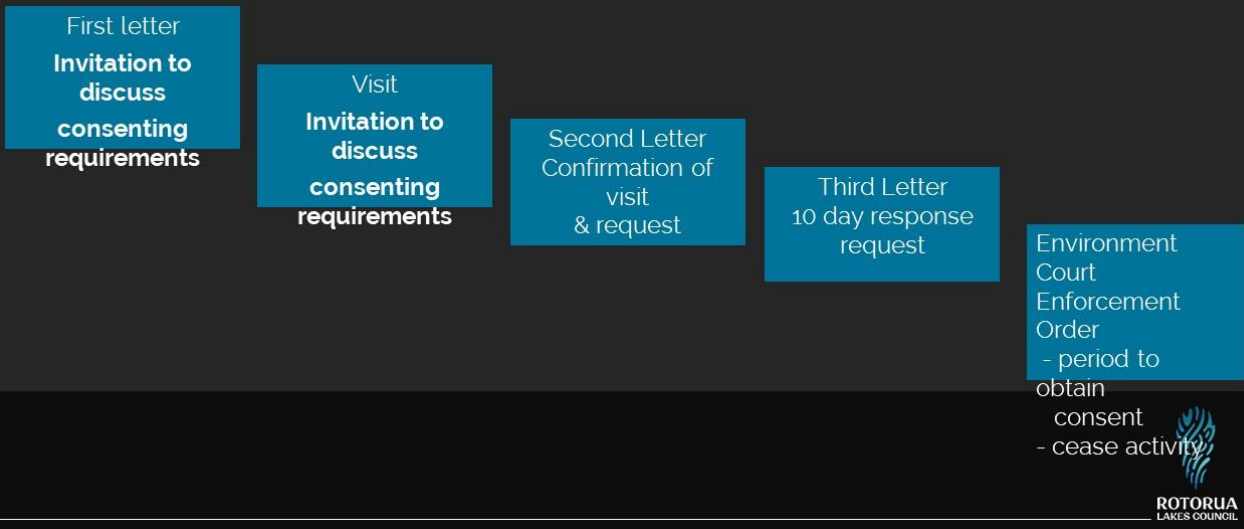 First letter
Invitation to
discuss
consenting
requirements
Visit
Invitation to
discuss
consenting
requirements
Second Letter
Confirmation of
visit
& request
Third Letter
10 day response
request
Environment
Court
Enforcement
Order
- period to
obtain
consent
- cease activity
ROTORUA
LAKES COUNCIL